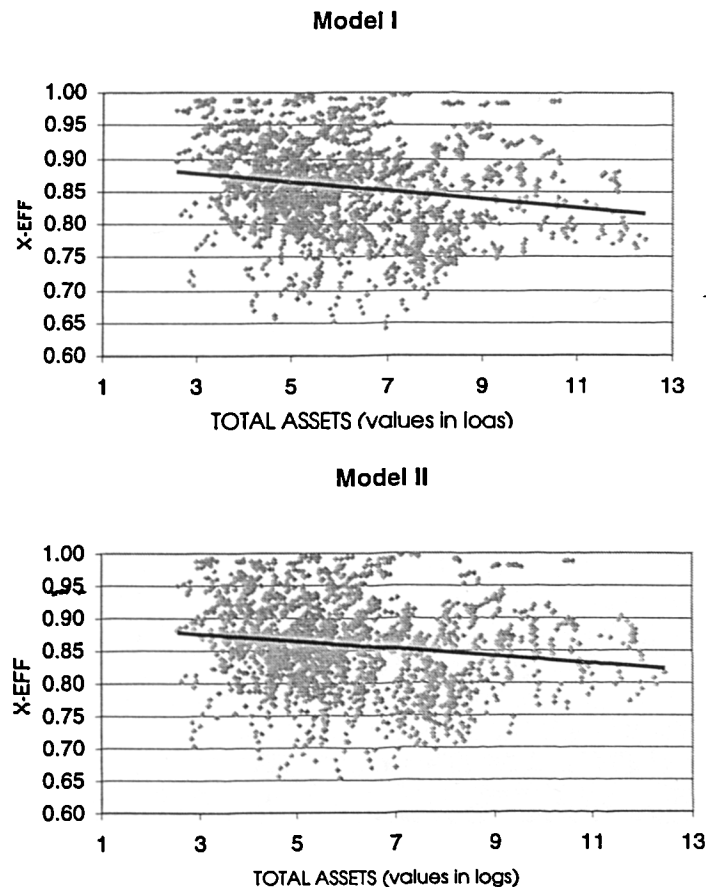 Model I
1.00
0.95
0.90
0.85
0.80
0.75
0.70
0.65
0.60
X-EFF
1 3 5 7 9 11 13
TOTAL ASSETS (values in loas)
Model II
1.00
0.95
0.90
0.85
0.80
0.75
0.70
0.65
0.60
X-EFF
1 3 5 7 9 11 13
TOTAL ASSETS (values in logs)